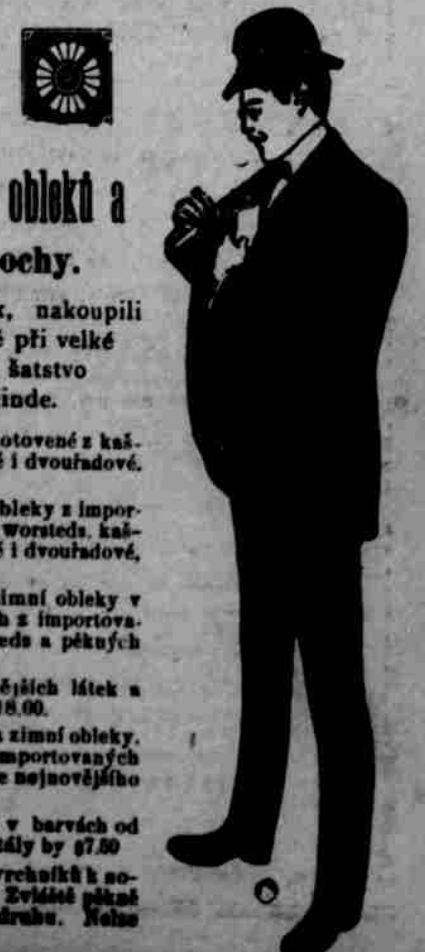 obleků a
ochy.
, nakoupili
při velké
šatstvo
inde.
otovené z kaš-
é i dvouřadové.
bleky z impor-
worsteds, kaš-
é i dvouřadové,
zimní obleky v
h z importova-
eds a pěkných
ějších látek a
18.00.
zimní obleky.
mportovaných
e nejnovějšího
v barvách od
tály by $7.50
vrchníků k no-
Zvláště pěkné
druhu. Nelze